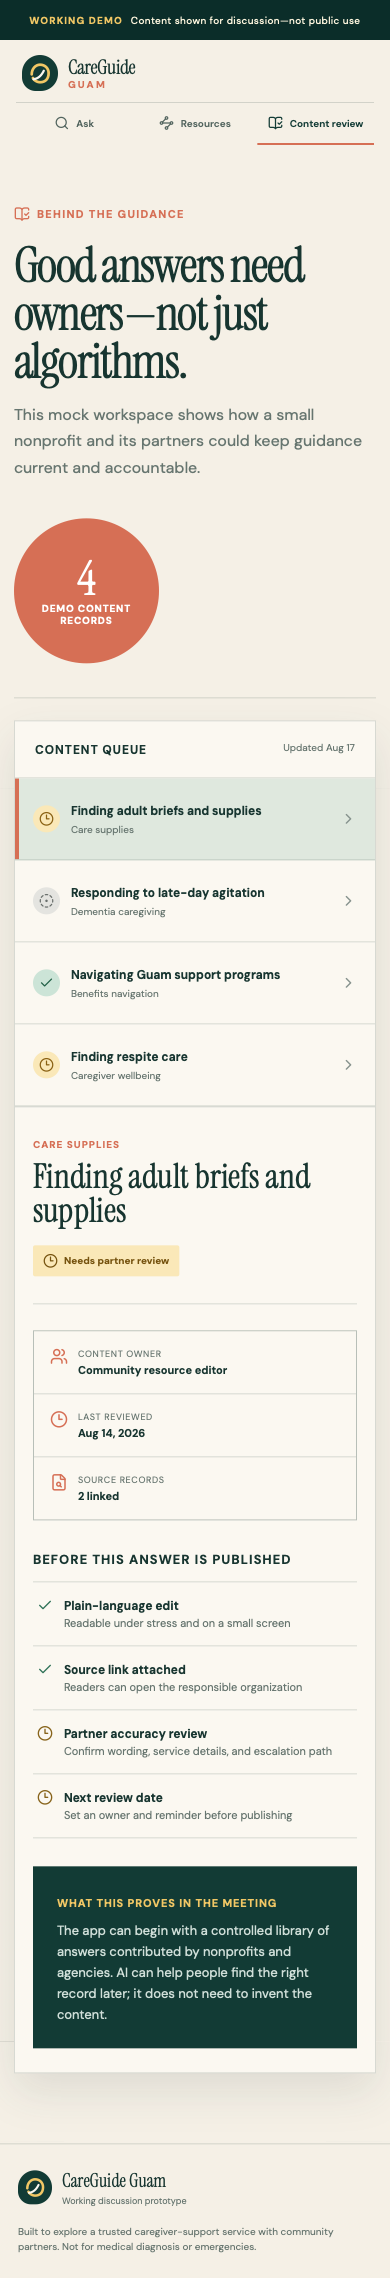 WORKING DEMO Content shown for discussion—not public use
CareGuide
GUAM
Ask
Resources
Content review
BEHIND THE GUIDANCE
Good answers need
owners—not just
algorithms.
This mock workspace shows how a small
nonprofit and its partners could keep guidance
current and accountable.
4
DEMO CONTENT
RECORDS
CONTENT QUEUE
Updated Aug 17
Finding adult briefs and supplies
Care supplies
Responding to late-day agitation
Dementia caregiving
Navigating Guam support programs
Benefits navigation
Finding respite care
Caregiver wellbeing
CARE SUPPLIES
Finding adult briefs and
supplies
Needs partner review
CONTENT OWNER
Community resource editor
LAST REVIEWED
Aug 14, 2026
SOURCE RECORDS
2 linked
BEFORE THIS ANSWER IS PUBLISHED
Plain-language edit
Readable under stress and on a small screen
Source link attached
Readers can open the responsible organization
Partner accuracy review
Confirm wording, service details, and escalation path
Next review date
Set an owner and reminder before publishing
WHAT THIS PROVES IN THE MEETING
The app can begin with a controlled library of
answers contributed by nonprofits and
agencies. AI can help people find the right
record later; it does not need to invent the
content.
CareGuide Guam
Working discussion prototype
Built to explore a trusted caregiver-support service with community
partners. Not for medical diagnosis or emergencies.